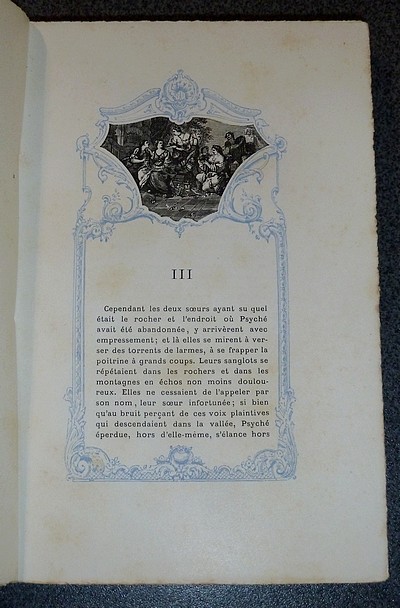 III
Cependant les deux sœurs ayant su quel
était le rocher et l'endroit où Psyché
avait été abandonnée, y arrivèrent avec
empressement; et là elles se mirent à ver-
ser des torrents de larmes, à se frapper la
poitrine à grands coups. Leurs sanglots se
répétaient dans les rochers et dans les
montagnes en échos non moins doulou-
reux. Elles ne cessaient de l'appeler par
son nom, leur sœur infortunée; si bien
qu'au bruit perçant de ces voix plaintives
qui descendaient dans la vallée, Psyché
éperdue, hors d'elle-même, s'élance hors